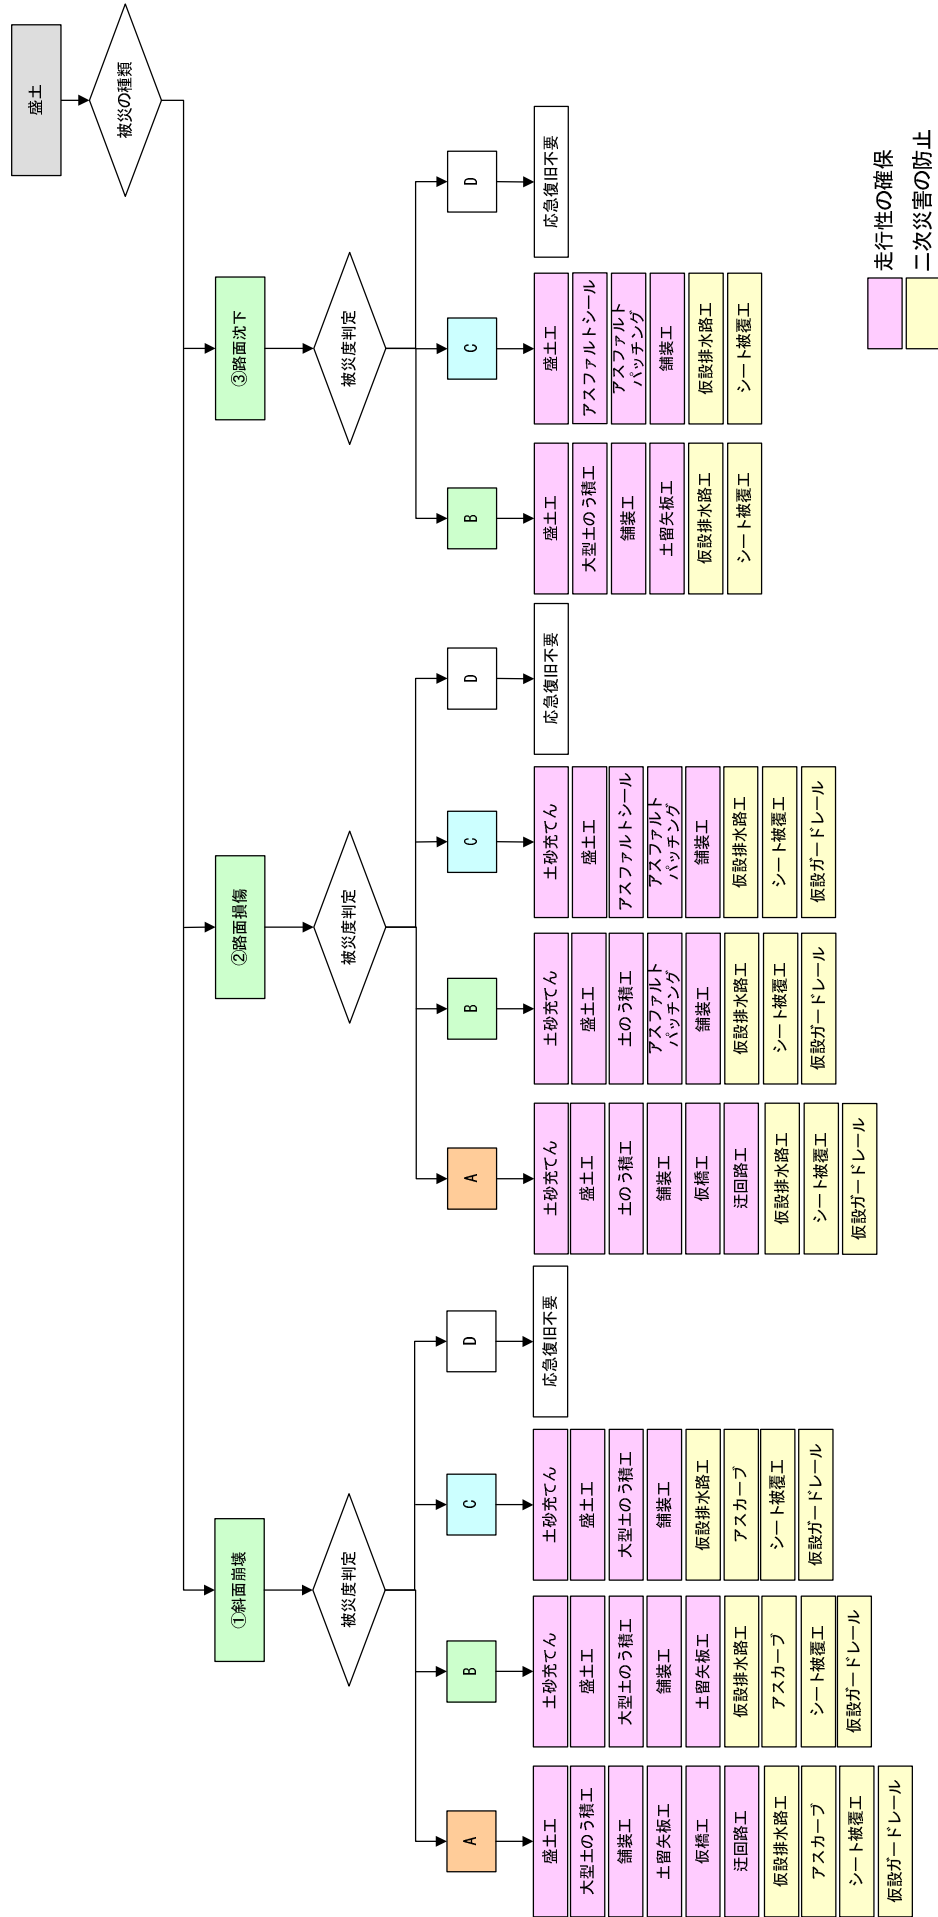 盛土
被災の種類
①斜面崩壊
被災度判定
A
盛土工
大型土のう積工
舗装工
土留矢板工
仮橋工
迂回路工
仮設排水路工
アスカーブ
シート被覆工
仮設ガードレール
B
土砂充てん
盛土工
大型土のう積工
舗装工
土留矢板工
仮設排水路工
アスカーブ
シート被覆工
仮設ガードレール
C
土砂充てん
盛土工
大型土のう積工
舗装工
仮設排水路工
アスカーブ
シート被覆工
仮設ガードレール
D
応急復旧不要
②路面損傷
被災度判定
A
土砂充てん
盛土工
土のう積工
舗装工
仮橋工
迂回路工
仮設排水路工
シート被覆工
仮設ガードレール
B
土砂充てん
盛土工
土のう積工
アスファルト
パッチング
舗装工
仮設排水路工
シート被覆工
仮設ガードレール
C
土砂充てん
盛土工
アスファルトシール
アスファルト
パッチング
舗装工
仮設排水路工
シート被覆工
仮設ガードレール
D
応急復旧不要
③路面沈下
被災度判定
B
盛土工
大型土のう積工
舗装工
土留矢板工
仮設排水路工
シート被覆工
C
盛土工
アスファルトシール
アスファルト
パッチング
舗装工
仮設排水路工
シート被覆工
D
応急復旧不要
走行性の確保
二次災害の防止